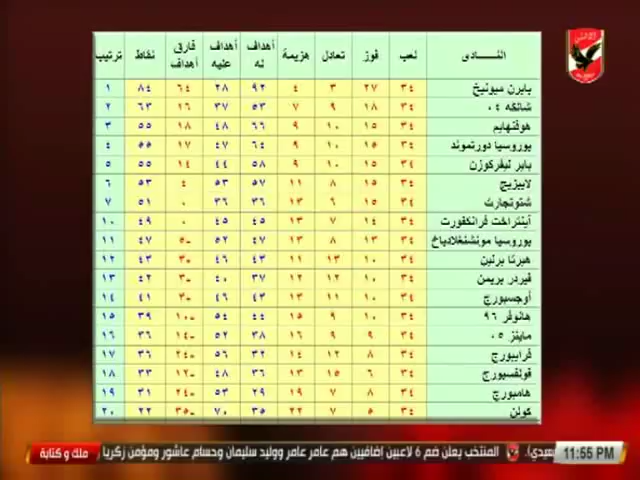 النـــادى لعب فوز تعادل هزيمة أهداف له أهداف عليه فارق أهداف نقاط ترتيب
بايرن ميونيخ ٣٤ ٢٧ ٣ ٤ ٩٢ ٢٨ ٦٤ ٨٤ ١
شالكه ٠٤ ٣٤ ١٨ ٩ ٧ ٥٣ ٣٧ ١٦ ٦٣ ٢
هوفنهايم ٣٤ ١٥ ١٠ ٩ ٦٦ ٤٨ ١٨ ٥٥ ٣
بوروسيا دورتموند ٣٤ ١٥ ١٠ ٩ ٦٤ ٤٧ ١٧ ٥٥ ٤
باير ليفركوزن ٣٤ ١٥ ١٠ ٩ ٥٨ ٤٤ ١٤ ٥٥ ٥
لايبزيج ٣٤ ١٥ ٨ ١١ ٥٧ ٥٣ ٤ ٥٣ ٦
شتوتجارت ٣٤ ١٥ ٦ ١٣ ٣٦ ٣٦ ٠ ٥١ ٧
آينتراخت فرانكفورت ٣٤ ١٤ ٧ ١٣ ٤٥ ٤٥ ٠ ٤٩ ١٠
بوروسيا مونشنغلادباخ ٣٤ ١٣ ٨ ١٣ ٤٧ ٥٢ -٥ ٤٧ ١١
هيرتا برلين ٣٤ ١٠ ١٣ ١١ ٤٣ ٤٦ -٣ ٤٣ ١٢
فيردر بريمن ٣٤ ١٠ ١٢ ١٢ ٣٧ ٤٠ -٣ ٤٢ ١٣
أوجسبورج ٣٤ ١٠ ١١ ١٣ ٤٣ ٤٦ -٣ ٤١ ١٤
هانوفر ٩٦ ٣٤ ١٠ ٩ ١٥ ٤٤ ٥٤ -١٠ ٣٩ ١٥
ماينز ٠٥ ٣٤ ٩ ٩ ١٦ ٣٨ ٥٢ -١٤ ٣٦ ١٦
فرايبورج ٣٤ ٨ ١٢ ١٤ ٣٢ ٥٦ -٢٤ ٣٦ ١٧
فولفسبورج ٣٤ ٦ ١٥ ١٣ ٣٦ ٤٨ -١٢ ٣٣ ١٨
هامبورج ٣٤ ٨ ٧ ١٩ ٢٩ ٥٣ -٢٤ ٣١ ١٩
كولن ٣٤ ٥ ٧ ٢٢ ٣٥ ٧٠ -٣٥ ٢٢ ٢٠
ملك و كتابة
سعيدي). المنتخب يعلن ضم 6 لاعبين إضافيين هم عامر عامر ووليد سليمان وحسام عاشور ومؤمن زكريا و
11:55 PM